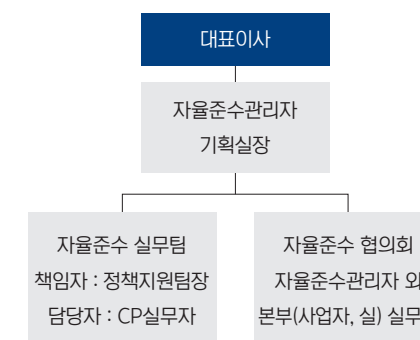 대표이사
자율준수관리자
기획실장
자율준수 실무팀
책임자 : 정책지원팀장
담당자 : CP실무자
자율준수 협의회
자율준수관리자 외
본부(사업자, 실) 실무